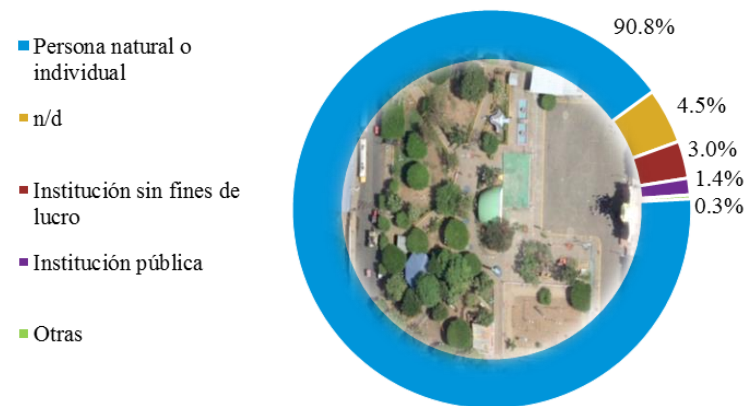 Persona natural o
individual
n/d
Institución sin fines de
lucro
Institución pública
Otras
90.8%
4.5%
3.0%
1.4%
0.3%